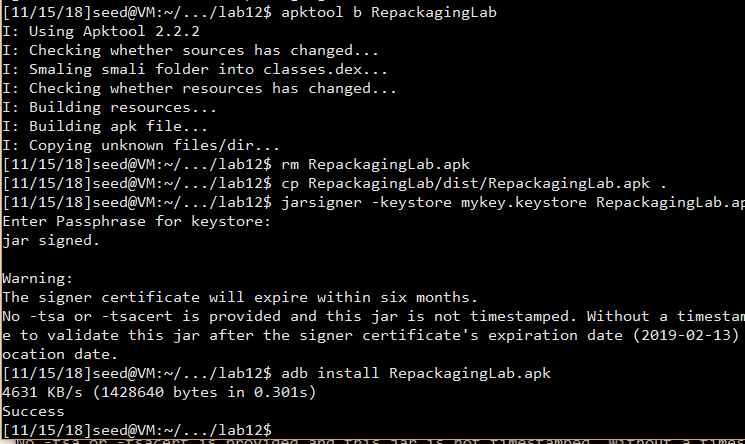 [11/15/18]seed@VM:~/.../lab12$ apktool b RepackagingLab
I: Using Apktool 2.2.2
I: Checking whether sources has changed...
I: Smaling smali folder into classes.dex...
I: Checking whether resources has changed...
I: Building resources...
I: Building apk file...
I: Copying unknown files/dir...
[11/15/18]seed@VM:~/.../lab12$ rm RepackagingLab.apk
[11/15/18]seed@VM:~/.../lab12$ cp RepackagingLab/dist/RepackagingLab.apk .
[11/15/18]seed@VM:~/.../lab12$ jarsigner -keystore mykey.keystore RepackagingLab.ap
Enter Passphrase for keystore:
jar signed.
Warning:
The signer certificate will expire within six months.
No -tsa or -tsacert is provided and this jar is not timestamped. Without a timestam
e to validate this jar after the signer certificate's expiration date (2019-02-13)
ocation date.
[11/15/18]seed@VM:~/.../lab12$ adb install RepackagingLab.apk
4631 KB/s (1428640 bytes in 0.301s)
Success
[11/15/18]seed@VM:~/.../lab12$